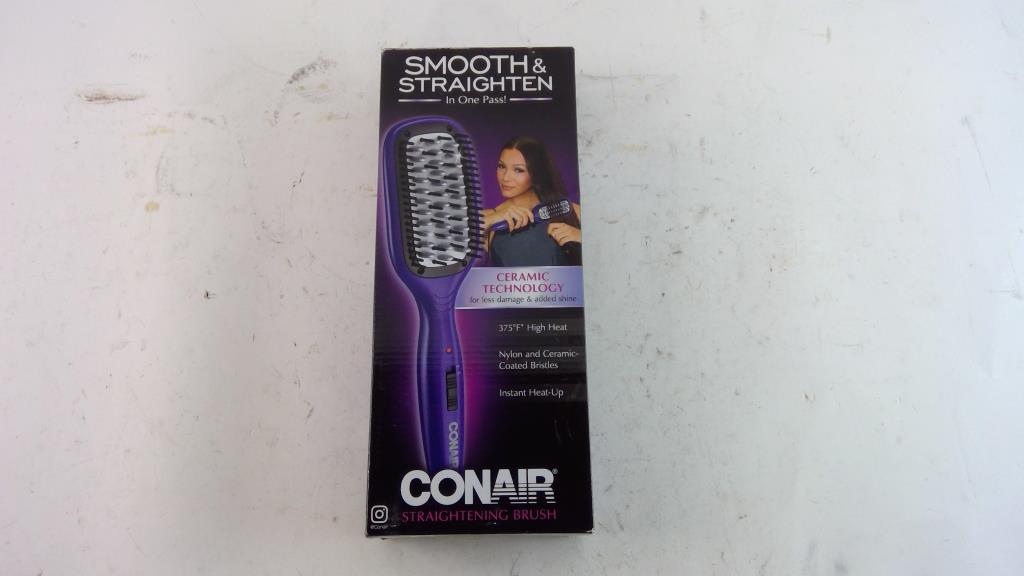 SMOOTH &
STRAIGHTEN
In One Pass!
CERAMIC
TECHNOLOGY
for less damage & added shine
375°F* High Heat
Nylon and Ceramic-
Coated Bristles
Instant Heat-Up
CONAIR
CONAIR®
STRAIGHTENING BRUSH
@Conair